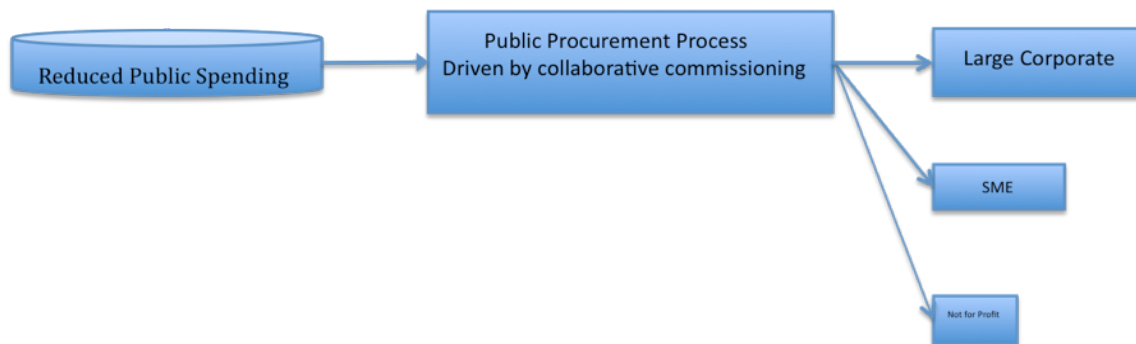 Reduced Public Spending
Public Procurement Process
Driven by collaborative commissioning
Large Corporate
SME
Not for Profit